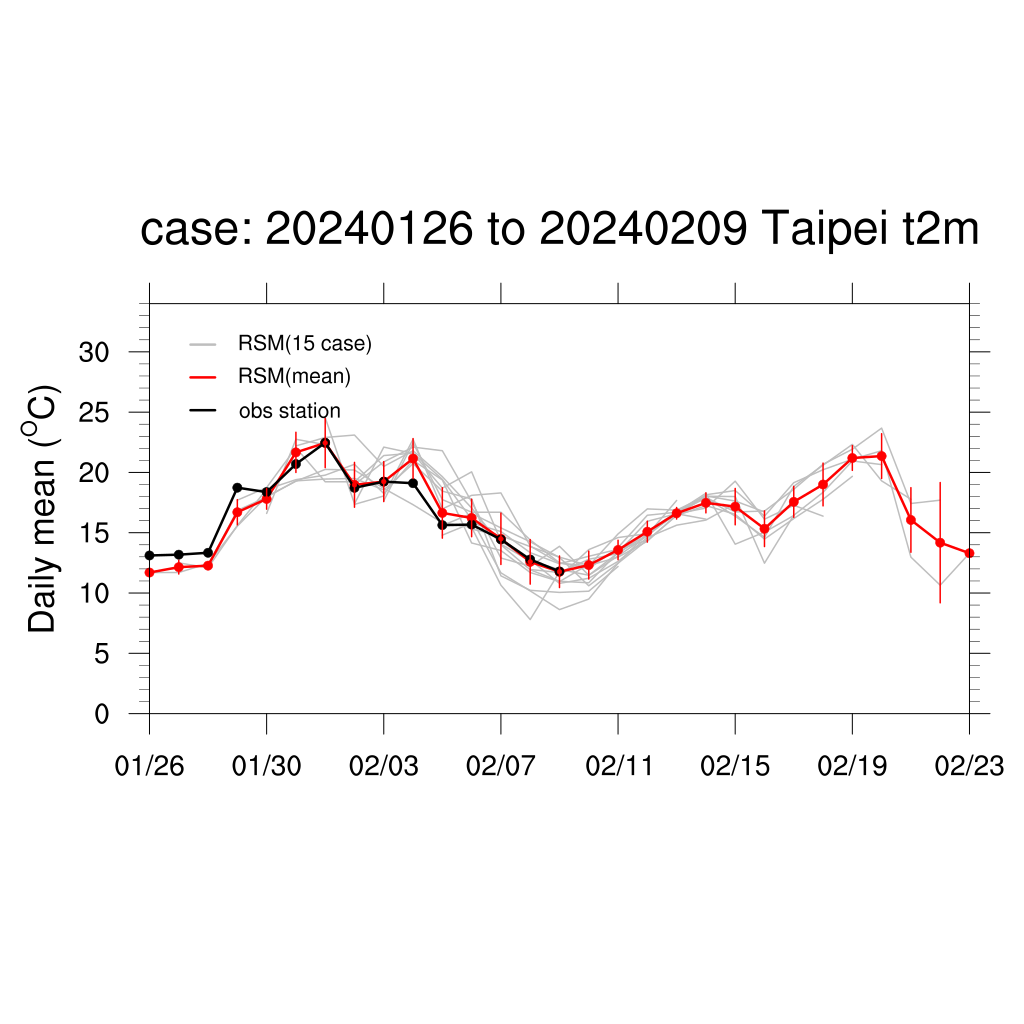 case: 20240126 to 20240209 Taipei t2m
RSM(15 case)
RSM(mean)
obs station
Daily mean (°C)
30
25
20
15
10
5
0
01/26 01/30 02/03 02/07 02/11 02/15 02/19 02/23